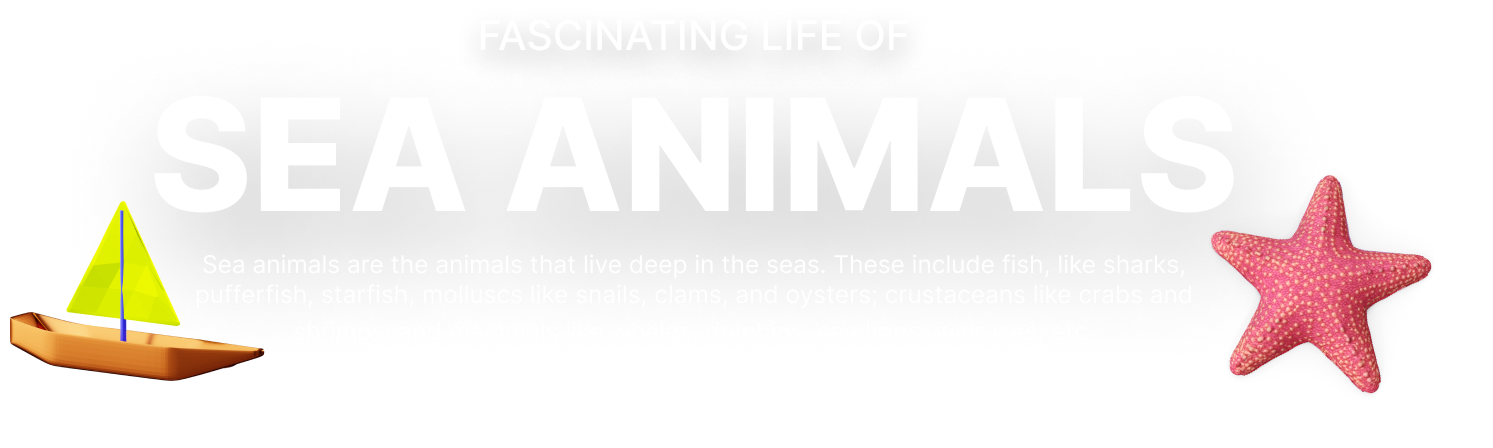 FASCINATING LIFE OF
SEA ANIMALS
Sea animals are the animals that live deep in the seas. These include fish, like sharks,
pufferfish, starfish, molluscs like snails, clams, and oysters; crustaceans like crabs and